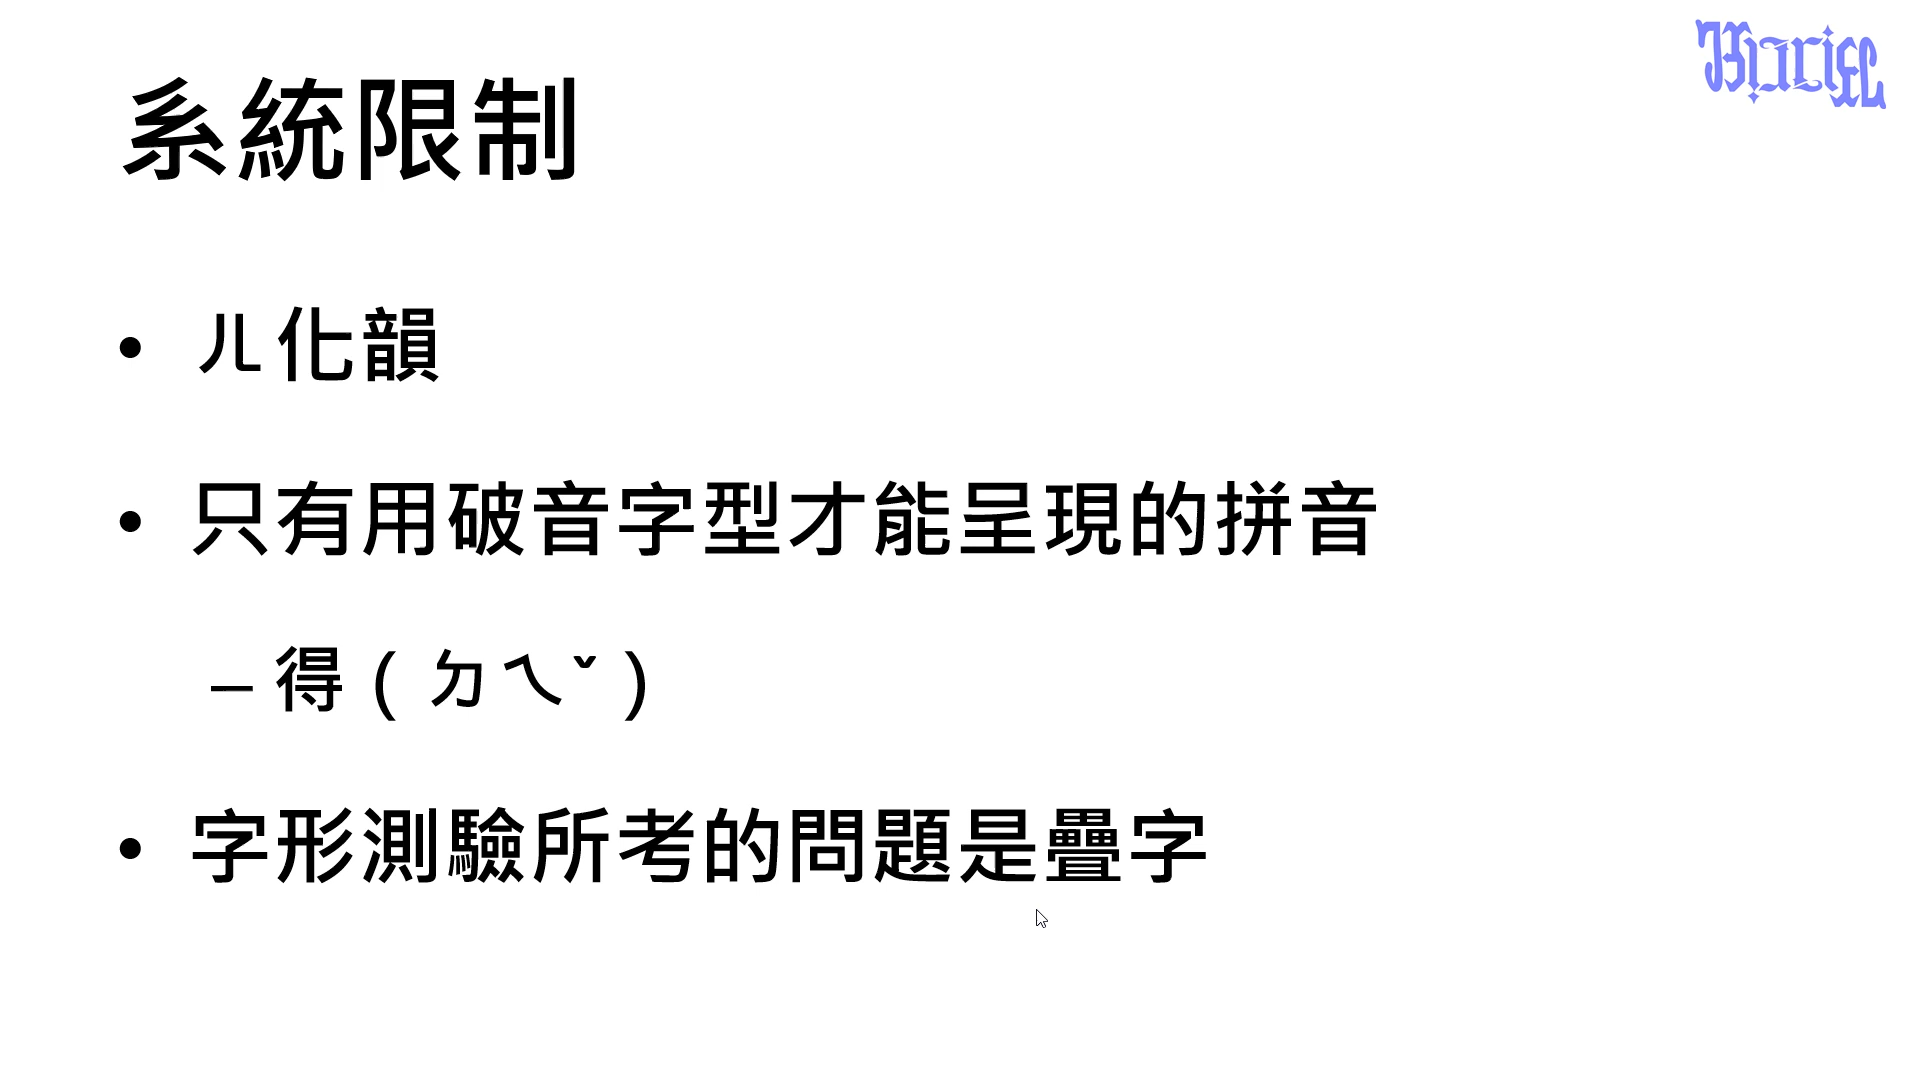 系統限制
• ㄦ化韻
• 只有用破音字型才能呈現的拼音
– 得（ㄉㄟˇ）
• 字形測驗所考的問題是疊字